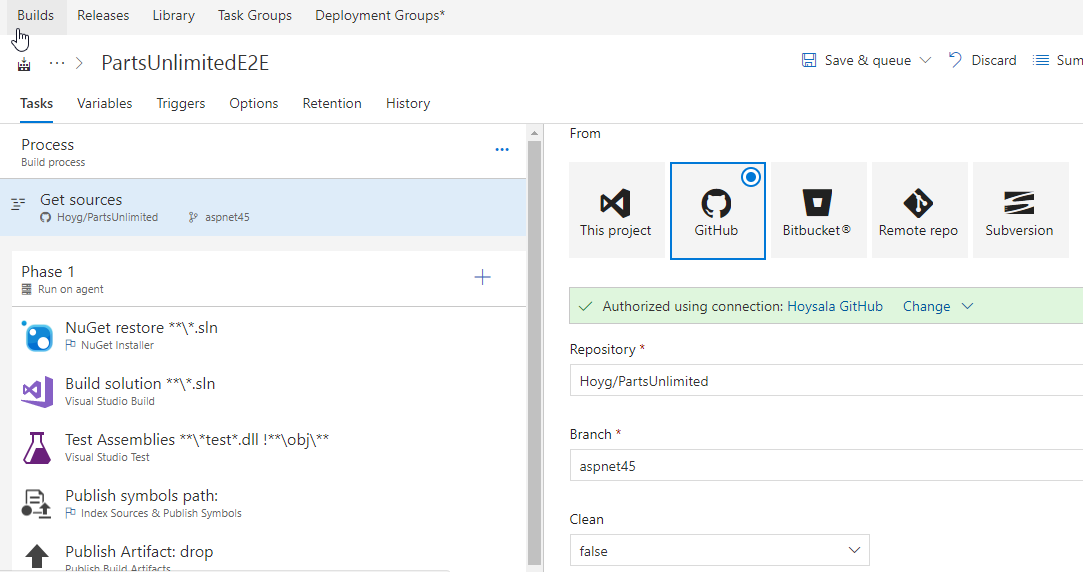 Builds Releases Library Task Groups Deployment Groups*
··· > PartsUnlimitedE2E
Save & queue Discard Sum
Tasks Variables Triggers Options Retention History
Process
Build process
Get sources
Hoyg/PartsUnlimited aspnet45
Phase 1
Run on agent
NuGet restore **\*.sln
NuGet Installer
Build solution **\*.sln
Visual Studio Build
Test Assemblies **\*test*.dll !**\obj\**
Visual Studio Test
Publish symbols path:
Index Sources & Publish Symbols
Publish Artifact: drop
Publish Build Artifacts
From
This project GitHub Bitbucket® Remote repo Subversion
Authorized using connection: Hoysala GitHub Change
Repository *
Hoyg/PartsUnlimited
Branch *
aspnet45
Clean
false